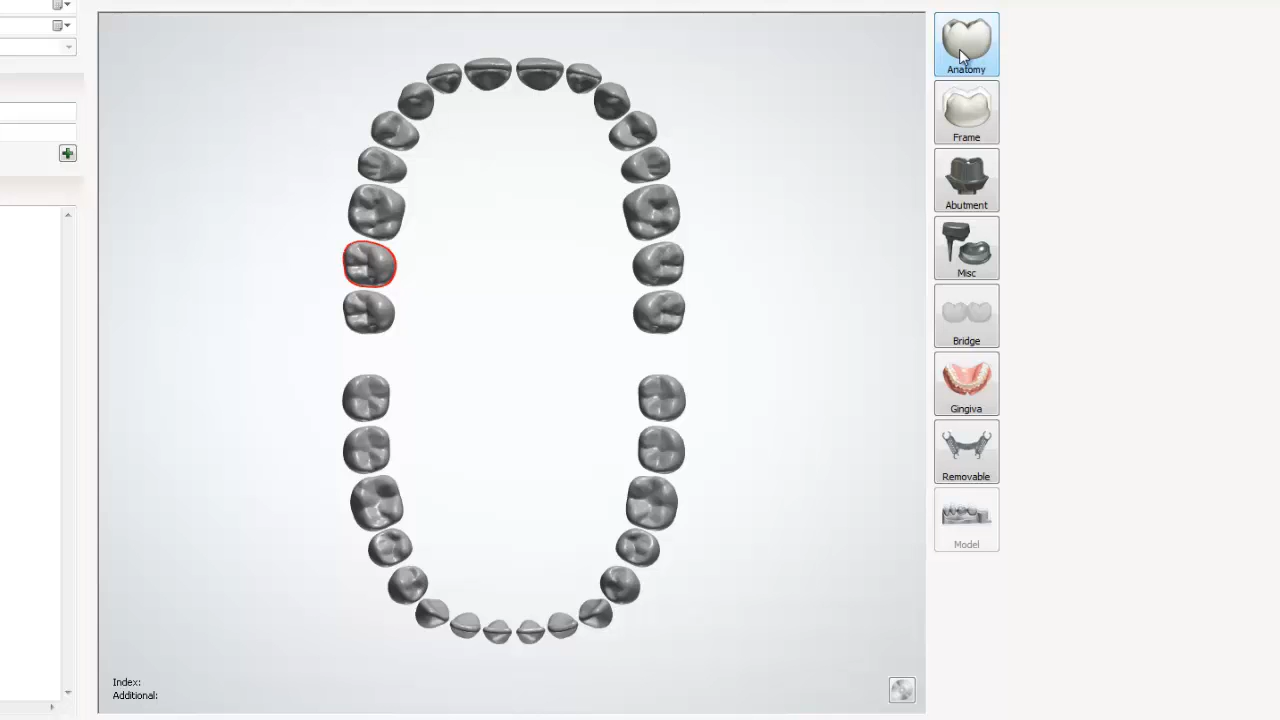 Anatomy
Frame
Abutment
Misc
Bridge
Gingiva
Removable
Model
Index:
Additional: